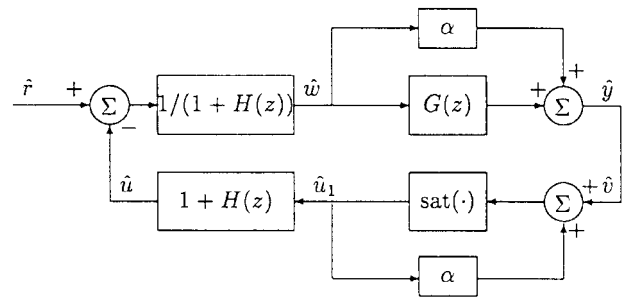 α
r̂ + Σ − 1/(1 + H(z)) ŵ G(z) + + Σ ŷ
û 1 + H(z) û₁ sat(·) Σ + v̂ +
α